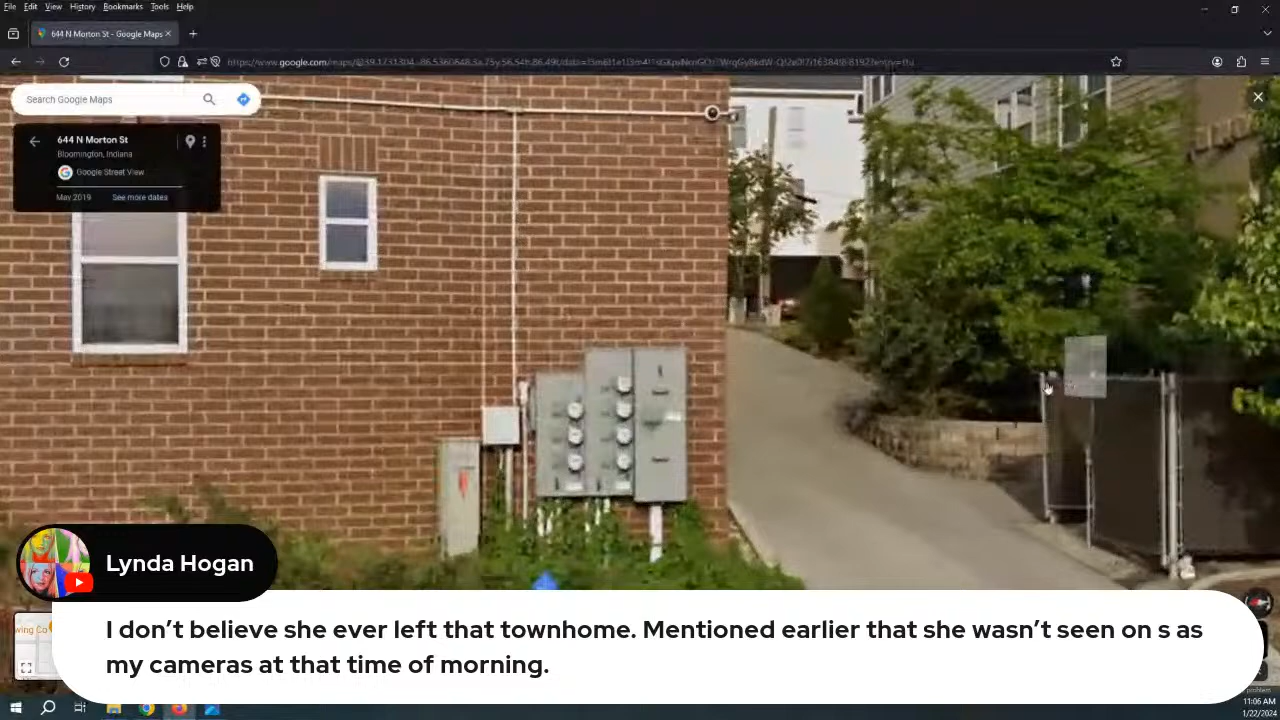 File Edit View History Bookmarks Tools Help
644 N Morton St - Google Maps
Search Google Maps
644 N Morton St
Bloomington, Indiana
Google Street View
May 2019 See more dates
Lynda Hogan
I don't believe she ever left that townhome. Mentioned earlier that she wasn't seen on s as
my cameras at that time of morning.
wing Co
problem
11:06 AM
1/22/2024